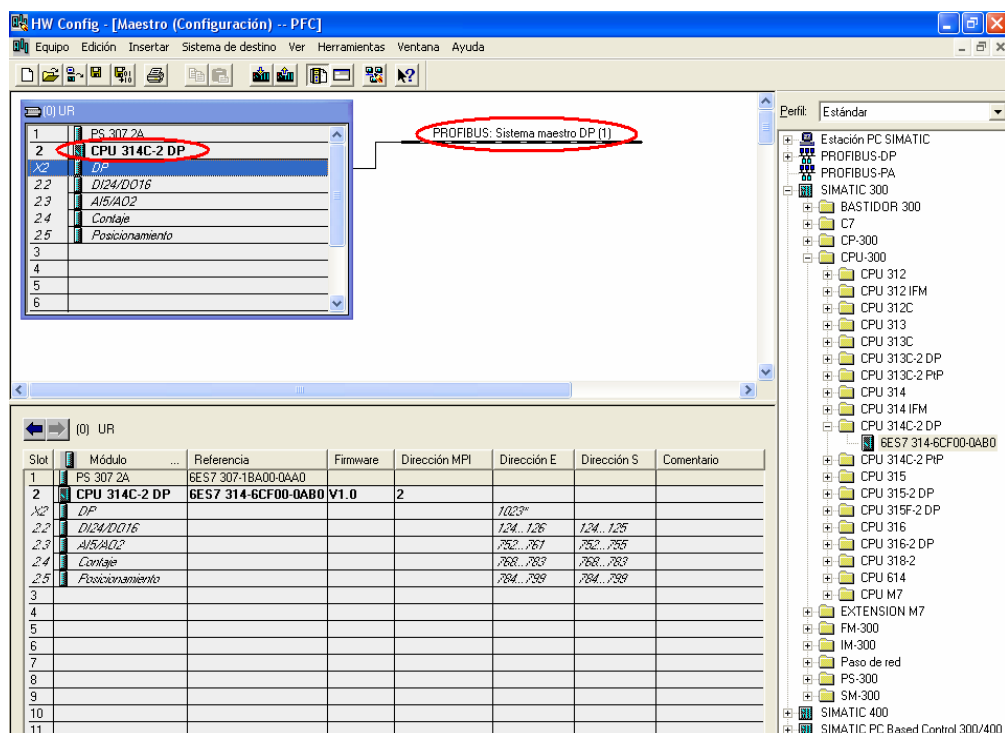 HW Config - [Maestro (Configuración) -- PFC]
Equipo Edición Insertar Sistema de destino Ver Herramientas Ventana Ayuda
(0) UR
1 PS 307 2A
2 CPU 314C-2 DP
X2 DP
2.2 DI24/DO16
2.3 AI5/AO2
2.4 Contaje
2.5 Posicionamiento
3
4
5
6
PROFIBUS: Sistema maestro DP (1)
(0) UR
Slot Módulo ... Referencia Firmware Dirección MPI Dirección E Dirección S Comentario
1 PS 307 2A 6ES7 307-1BA00-0AA0
2 CPU 314C-2 DP 6ES7 314-6CF00-0AB0 V1.0 2
X2 DP 1023*
2.2 DI24/DO16 124...126 124...125
2.3 AI5/AO2 752...761 752...755
2.4 Contaje 768...783 768...783
2.5 Posicionamiento 784...799 784...799
3
4
5
6
7
8
9
10
11
Perfil: Estándar
Estación PC SIMATIC
PROFIBUS-DP
PROFIBUS-PA
SIMATIC 300
BASTIDOR 300
C7
CP-300
CPU-300
CPU 312
CPU 312 IFM
CPU 312C
CPU 313
CPU 313C
CPU 313C-2 DP
CPU 313C-2 PtP
CPU 314
CPU 314 IFM
CPU 314C-2 DP
6ES7 314-6CF00-0AB0
CPU 314C-2 PtP
CPU 315
CPU 315-2 DP
CPU 315F-2 DP
CPU 316
CPU 316-2 DP
CPU 318-2
CPU 614
CPU M7
EXTENSION M7
FM-300
IM-300
Paso de red
PS-300
SM-300
SIMATIC 400
SIMATIC PC Based Control 300/400